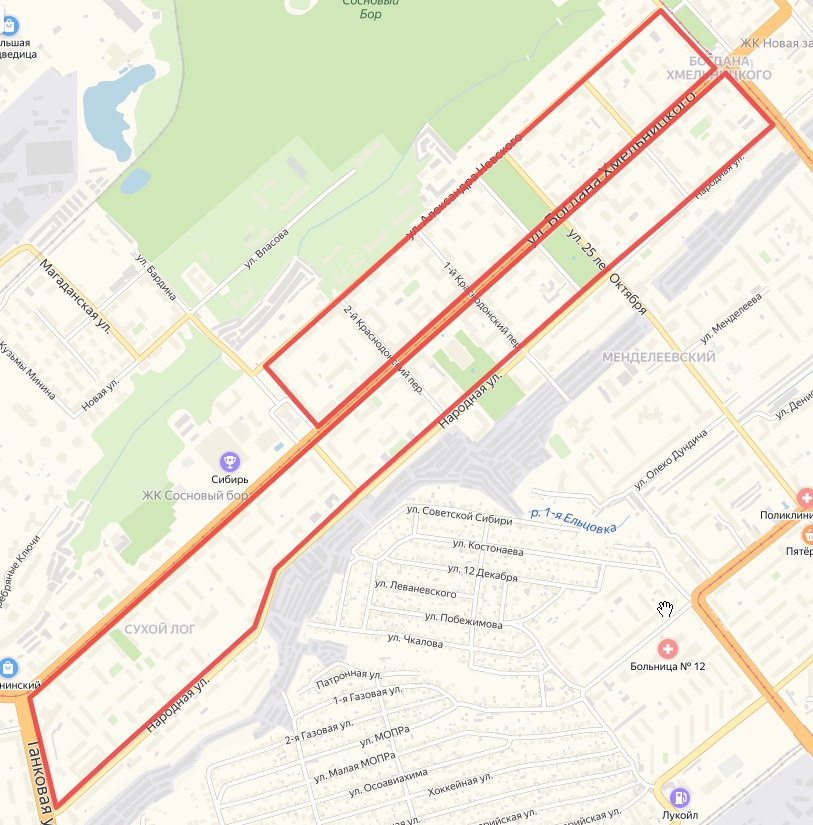 Сосновый
Бор
льшая
дведица
ЖК Новая за
БОГДАНА
ХМЕЛЬНИЦКОГО
ул. Богдана Хмельницкого
ул. Александра Невского
Народная ул.
ул. Власова
ул. Бардина
Магаданская ул.
ул. 25 лет Октября
1-й Краснодонский пер.
2-й Краснодонский пер.
ул. Менделеева
МЕНДЕЛЕЕВСКИЙ
Кузьмы Минина
Новая ул.
Народная ул.
ул. Денис
ул. Олеко Дундича
Сибирь
ЖК Сосновый бор
Поликлини
ул. Советской Сибири
р. 1-я Ельцовка
ул. Костонаева
Пятёр
ребряные Ключи
ул. 12 Декабря
ул. Леваневского
ул. Побежимова
СУХОЙ ЛОГ
ул. Чкалова
Больница № 12
нинский
Патронная ул.
1-я Газовая ул.
Народная ул.
2-я Газовая ул.
ул. МОПРа
Танковая у
ул. Малая МОПРа
ул. Осоавиахима
Хоккейная ул.
Лукойл